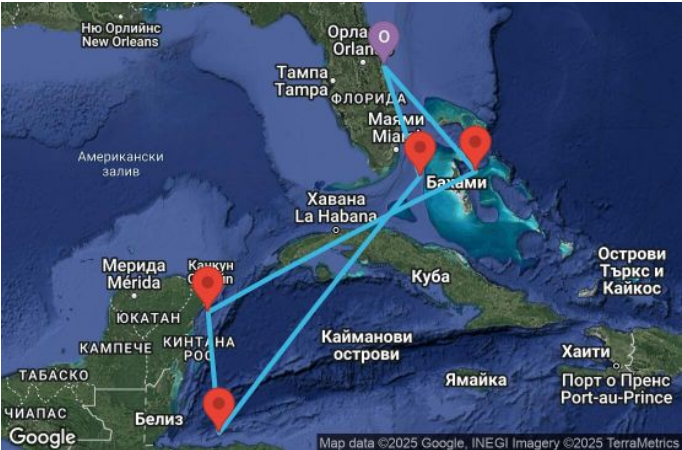 Ню Орлийнс
New Orleans
Орла
Orlan
O
Тампа
Tampa
ФЛОРИДА
Маями
Miami
Американски
залив
Бахами
Хавана
La Habana
Мерида
Mérida
Канкун
ЮКАТАН
КАМПЕЧЕ
КИНТАНА
РОО
Куба
Острови
Търкс и
Кайкос
Кайманови
острови
ТАБАСКО
Ямайка
Хаити
Порт о Пренс
Port-au-Prince
ЧИАПАС
Белиз
Google
Map data ©2025 Google, INEGI Imagery ©2025 TerraMetrics